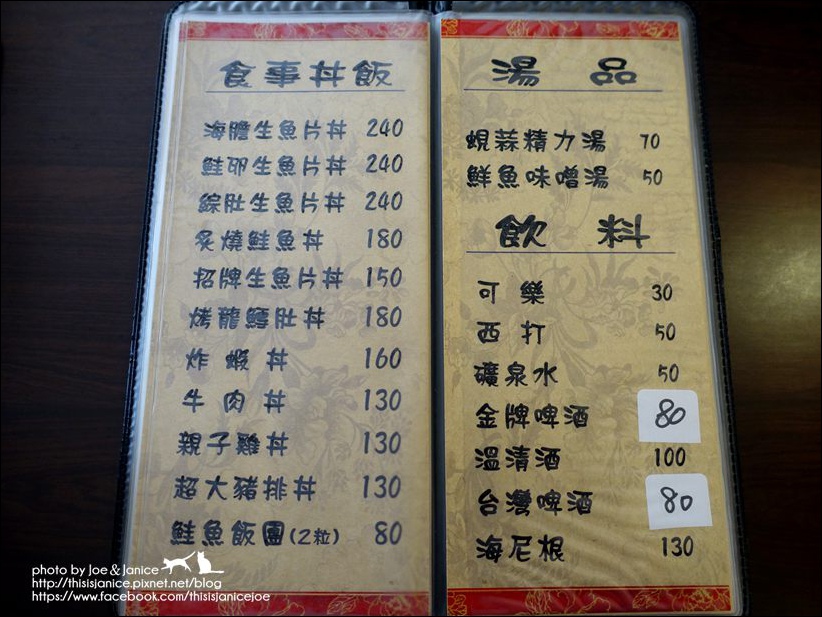 食事丼飯
海膽生魚片丼 240
鮭卵生魚片丼 240
綜肚生魚片丼 240
炙燒鮭魚丼 180
招牌生魚片丼 150
烤龍鱈肚丼 180
炸蝦丼 160
牛肉丼 130
親子雞丼 130
超大豬排丼 130
鮭魚飯團(2粒) 80
湯品
蜆蒜精力湯 70
鮮魚味噌湯 50
飲料
可樂 30
西打 50
礦泉水 50
金牌啤酒 80
溫清酒 100
台灣啤酒 80
海尼根 130
photo by Joe & Janice
http://thisisjanice.pixnet.net/blog
https://www.facebook.com/thisisjanicejoe